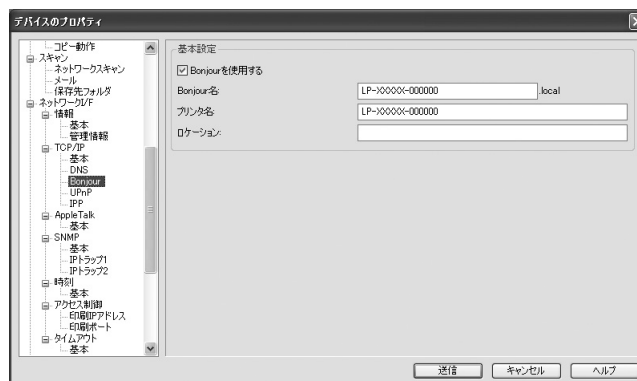 デバイスのプロパティ
コピー動作
スキャン
ネットワークスキャン
メール
保存先フォルダ
ネットワークI/F
情報
基本
管理情報
TCP/IP
基本
DNS
Bonjour
UPnP
IPP
AppleTalk
基本
SNMP
基本
IPトラップ1
IPトラップ2
時刻
基本
アクセス制御
印刷IPアドレス
印刷ポート
タイムアウト
基本
基本設定
Bonjourを使用する
Bonjour名: LP-XXXXX-000000 .local
プリンタ名: LP-XXXXX-000000
ロケーション:
送信 キャンセル ヘルプ